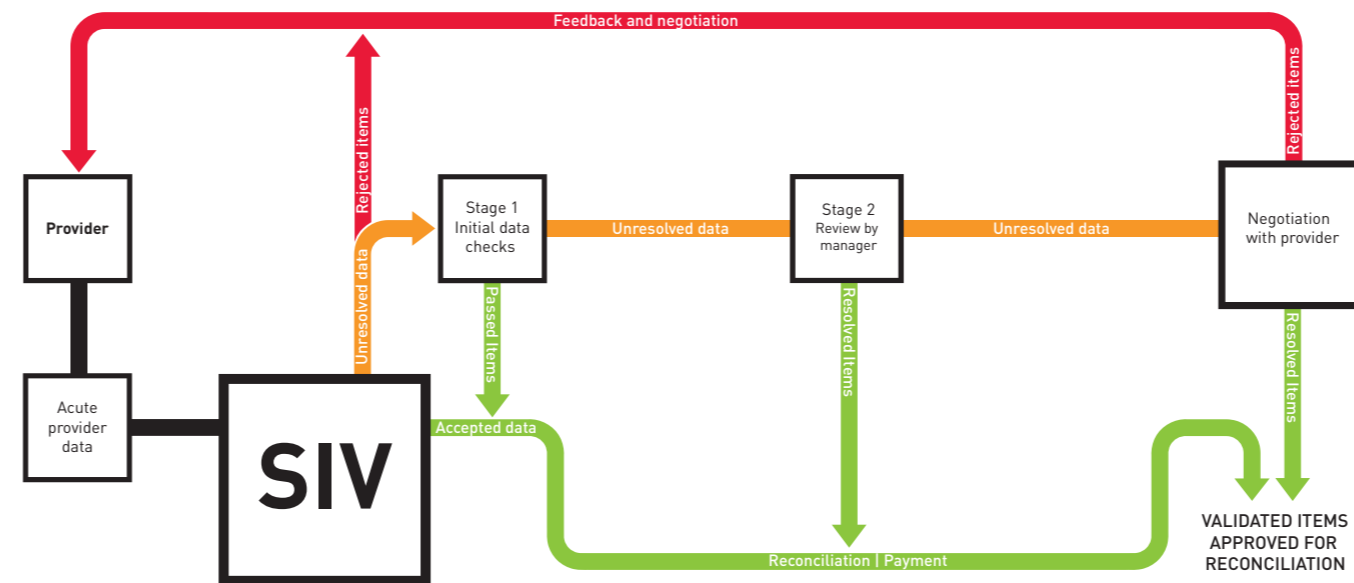 Feedback and negotiation
Rejected items
Rejected items
Provider
Stage 1
Initial data
checks
Unresolved data
Stage 2
Review by
manager
Unresolved data
Negotiation
with provider
Unresolved data
Passed Items
Resolved Items
Resolved Items
Acute
provider
data
SIV
Accepted data
Reconciliation | Payment
VALIDATED ITEMS
APPROVED FOR
RECONCILIATION